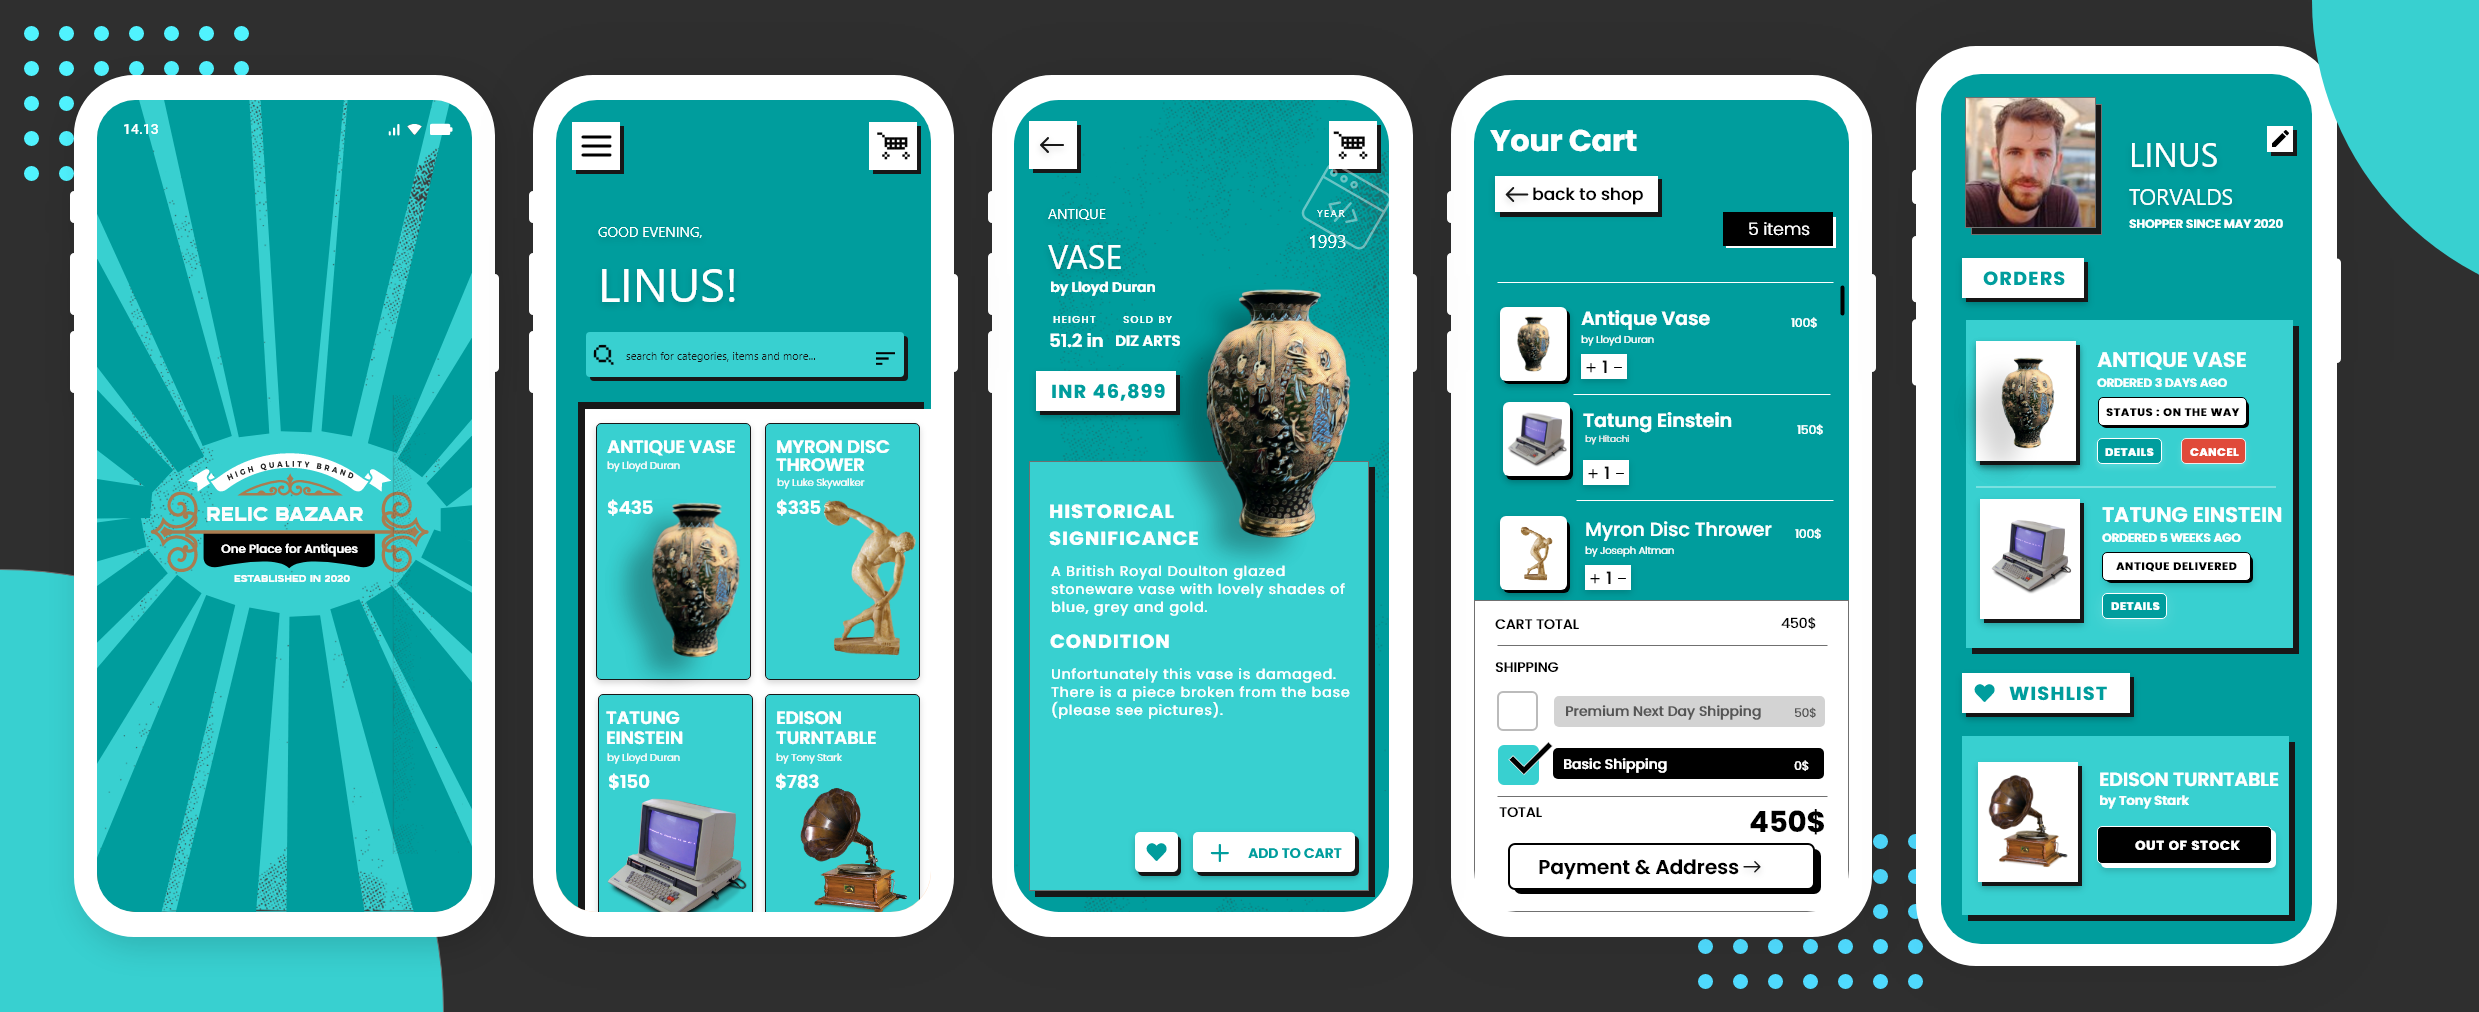 14.13
HIGH QUALITY BRAND
RELIC BAZAAR
One Place for Antiques
ESTABLISHED IN 2020
GOOD EVENING,
LINUS!
search for categories, items and more...
ANTIQUE VASE
by Lloyd Duran
$435
MYRON DISC
THROWER
by Luke Skywalker
$335
TATUNG
EINSTEIN
by Lloyd Duran
$150
EDISON
TURNTABLE
by Tony Stark
$783
ANTIQUE
VASE
by Lloyd Duran
YEAR
1993
HEIGHT SOLD BY
51.2 in DIZ ARTS
INR 46,899
HISTORICAL
SIGNIFICANCE
A British Royal Doulton glazed
stoneware vase with lovely shades of
blue, grey and gold.
CONDITION
Unfortunately this vase is damaged.
There is a piece broken from the base
(please see pictures).
+ ADD TO CART
Your Cart
← back to shop
5 items
Antique Vase 100$
by Lloyd Duran
+ 1 −
Tatung Einstein 150$
by Hitachi
+ 1 −
Myron Disc Thrower 100$
by Joseph Altman
+ 1 −
CART TOTAL 450$
SHIPPING
Premium Next Day Shipping 50$
Basic Shipping 0$
TOTAL
450$
Payment & Address →
LINUS
TORVALDS
SHOPPER SINCE MAY 2020
ORDERS
ANTIQUE VASE
ORDERED 3 DAYS AGO
STATUS : ON THE WAY
DETAILS CANCEL
TATUNG EINSTEIN
ORDERED 5 WEEKS AGO
ANTIQUE DELIVERED
DETAILS
WISHLIST
EDISON TURNTABLE
by Tony Stark
OUT OF STOCK